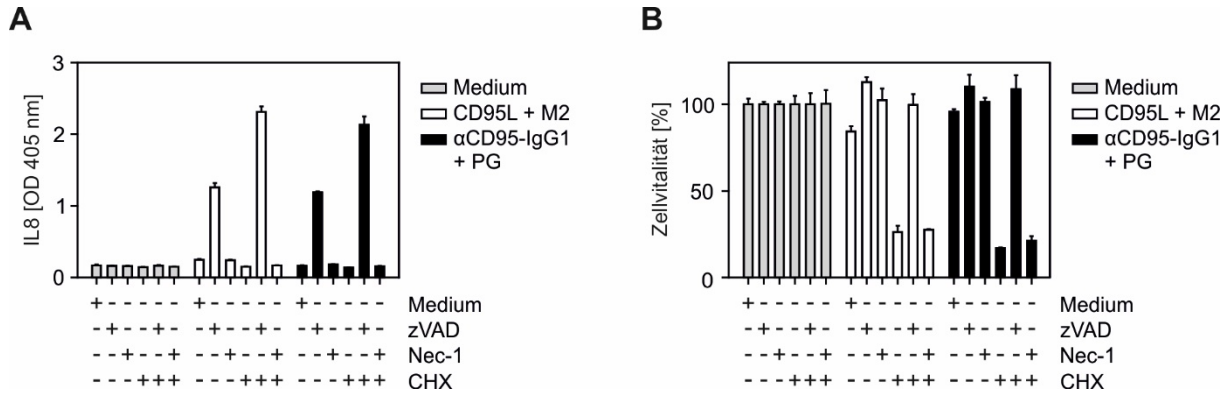 A
IL8 [OD 405 nm]
3
2
1
0
Medium
CD95L + M2
αCD95-IgG1
+ PG
+ - - - - - + - - - - - + - - - - - Medium
- + - - + - - + - - + - - + - - + - zVAD
- - + - - + - - + - - + - - + - - + Nec-1
- - - + + + - - - + + + - - - + + + CHX
B
Zellvitalität [%]
100
50
0
Medium
CD95L + M2
αCD95-IgG1
+ PG
+ - - - - - + - - - - - + - - - - - Medium
- + - - + - - + - - + - - + - - + - zVAD
- - + - - + - - + - - + - - + - - + Nec-1
- - - + + + - - - + + + - - - + + + CHX